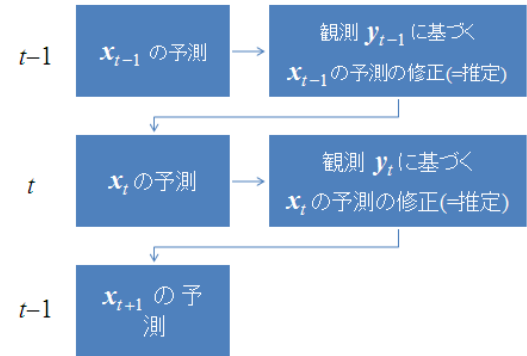 t−1
x_{t−1} の予測
観測 y_{t−1} に基づく
x_{t−1} の予測の修正(=推定)
t
x_t の予測
観測 y_t に基づく
x_t の予測の修正(=推定)
t−1
x_{t+1} の 予
測